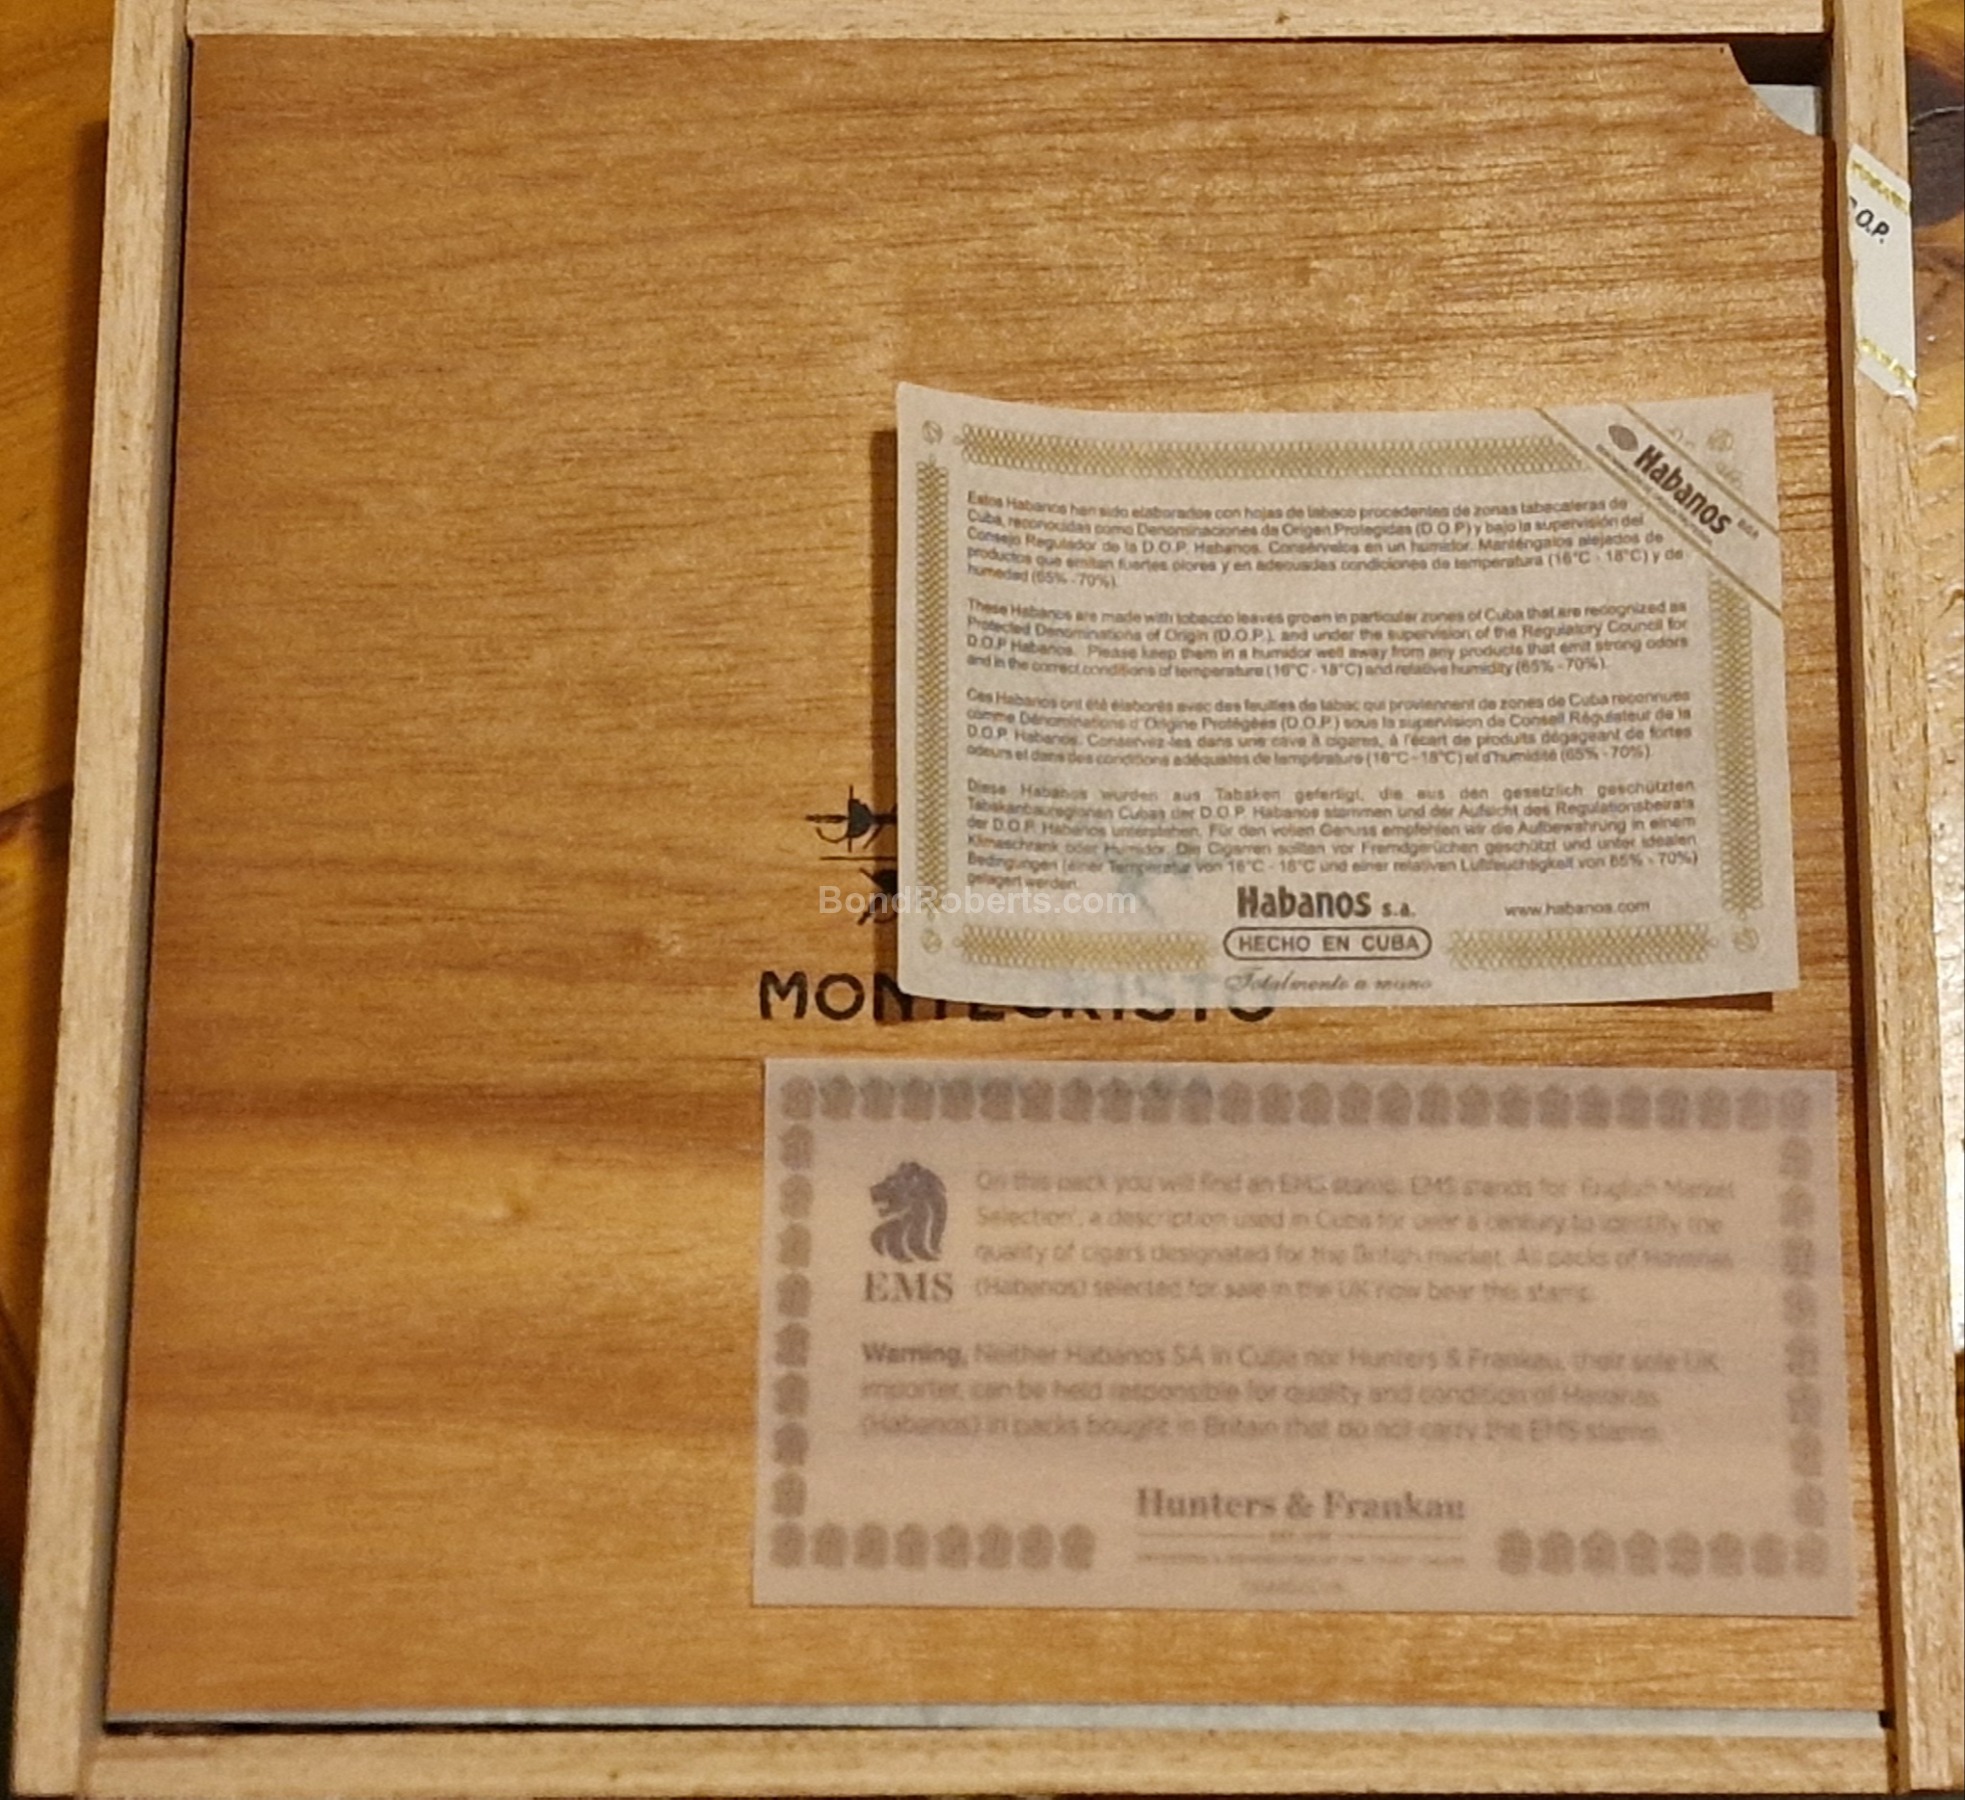 O.P.
Habanos
Estos Habanos han sido elaborados con hojas de tabaco procedentes de zonas tabacaleras de
Cuba, reconocidas como Denominaciones de Origen Protegidas (D.O.P) y bajo la supervisión del
Consejo Regulador de la D.O.P. Habanos. Consérvelos en un humidor. Manténgalos alejados de
productos que emitan fuertes olores y en adecuadas condiciones de temperatura (16°C - 18°C) y de
humedad (65% -70%).
These Habanos are made with tobacco leaves grown in particular zones of Cuba that are recognized as
Protected Denominations of Origin (D.O.P.), and under the supervision of the Regulatory Council for
D.O.P Habanos. Please keep them in a humidor well away from any products that emit strong odors
and in the correct conditions of temperature (16°C - 18°C) and relative humidity (65% - 70%).
Ces Habanos ont été élaborés avec des feuilles de tabac qui proviennent de zones de Cuba reconnues
comme Dénominations d'Origine Protégées (D.O.P.) sous la supervision de Conseil Régulateur de la
D.O.P. Habanos. Conservez-les dans une cave à cigares, à l'écart de produits dégageant de fortes
odeurs et dans des conditions adéquates de température (16°C -18°C) et d'humidité (65% - 70%).
Diese Habanos wurden aus Tabaken gefertigt, die aus den gesetzlich geschützten
Tabakanbauregionen Cubas der D.O.P. Habanos stammen und der Aufsicht des Regulationsbeirats
der D.O.P. Habanos unterstehen. Für den vollen Genuss empfehlen wir die Aufbewahrung in einem
Klimaschrank oder Humidor. Die Cigarren sollten vor Fremdgerüchen geschützt und unter idealen
Bedingungen (einer Temperatur von 16°C - 18°C und einer relativen Luftfeuchtigkeit von 65% - 70%)
gelagert werden.
BondRoberts.com
Habanos s.a.
www.habanos.com
HECHO EN CUBA
Totalmente a mano
MONTECRISTO
On this pack you will find an EMS stamp. EMS stands for 'English Market
Selection', a description used in Cuba for over a century to identify the
quality of cigars designated for the British market. All packs of Havanas
(Habanos) selected for sale in the UK now bear this stamp.
EMS
Warning, Neither Habanos SA in Cuba nor Hunters & Frankau, their sole UK
importer, can be held responsible for quality and condition of Havanas
(Habanos) in packs bought in Britain that do not carry the EMS stamp.
Hunters & Frankau